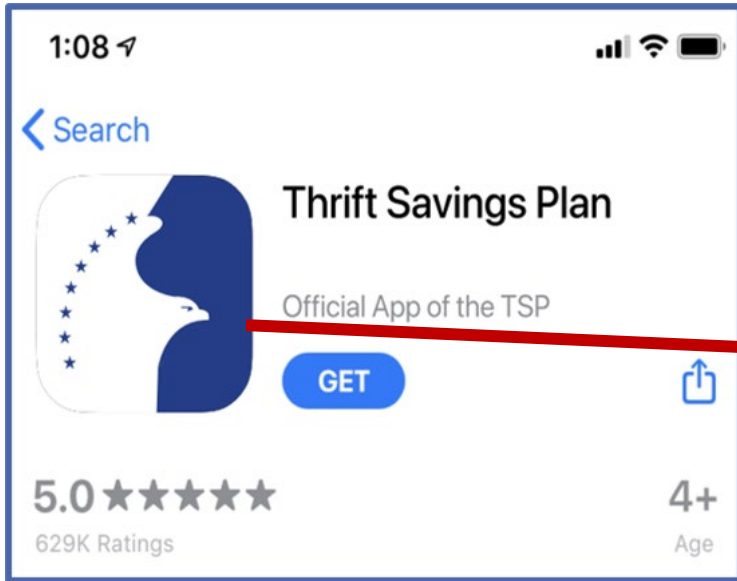 1:08
Search
Thrift Savings Plan
Official App of the TSP
GET
5.0 ★★★★★
4+
629K Ratings
Age